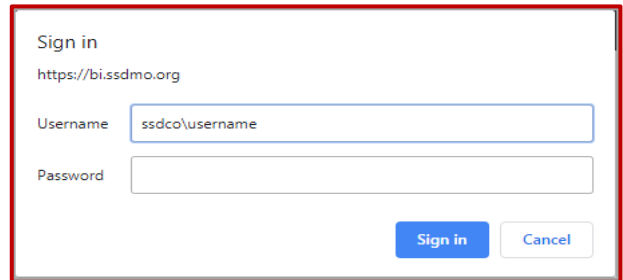 Sign in
https://bi.ssdmo.org
Username ssdco\username
Password
Sign in Cancel